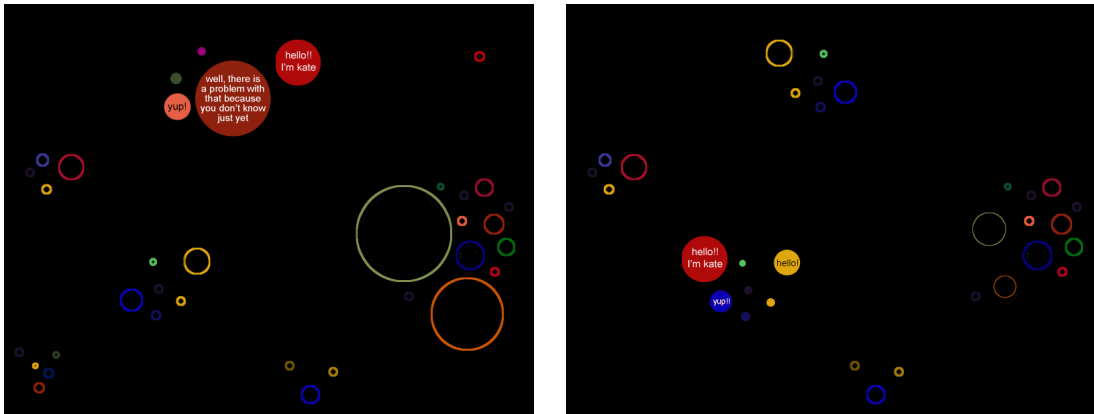 hello!!
I'm kate
well, there is
a problem with
that because
you don't know
just yet
yup!
hello!!
I'm kate
hello!
yup!!